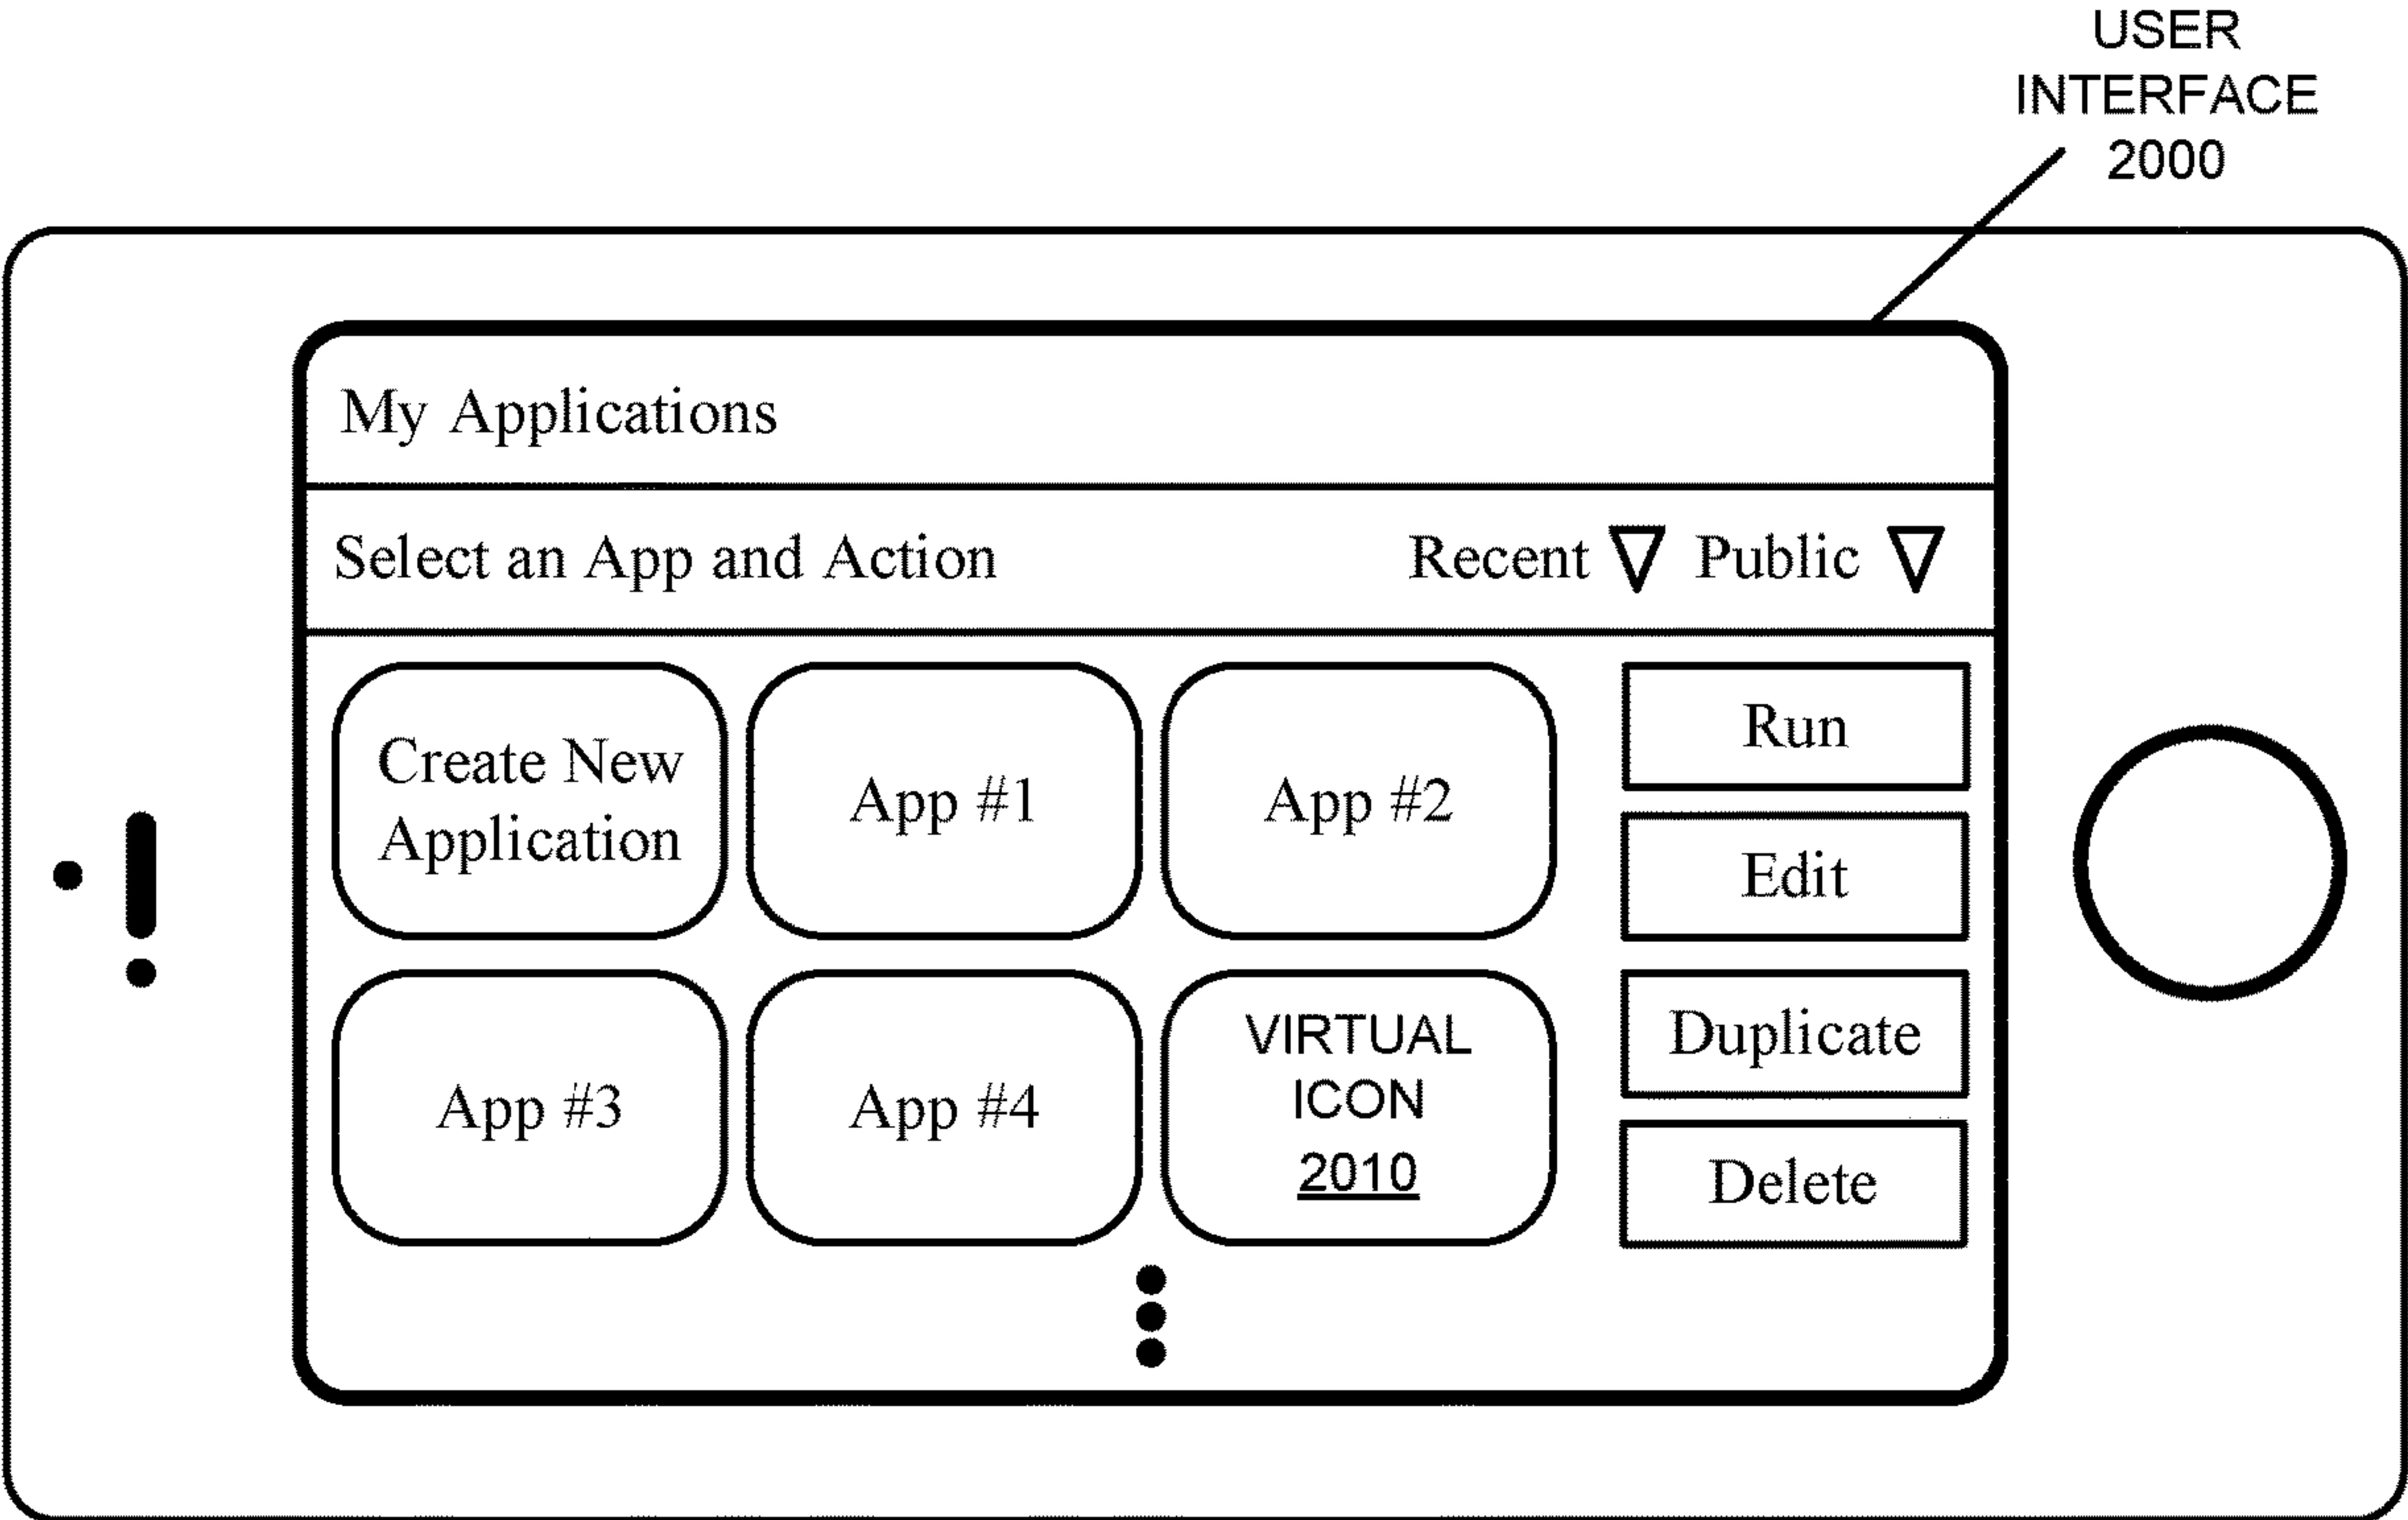 USER
INTERFACE
2000
My Applications
Select an App and Action Recent Public
Create New
Application
App #1
App #2
Run
Edit
App #3
App #4
VIRTUAL
ICON
2010
Duplicate
Delete